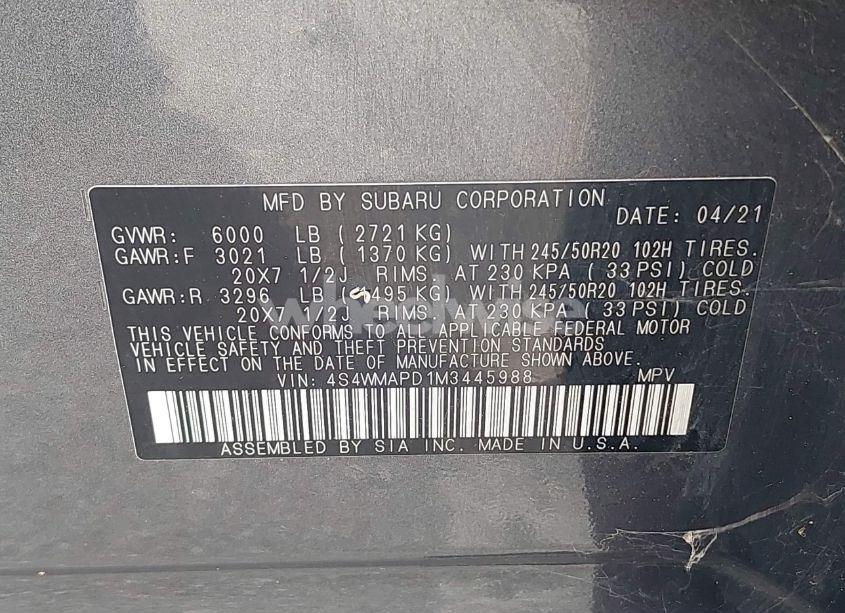 MFD BY SUBARU CORPORATION
DATE: 04/21
GVWR: 6000 LB ( 2721 KG)
GAWR:F 3021 LB ( 1370 KG) WITH 245/50R20 102H TIRES.
20X7 1/2J RIMS. AT 230 KPA ( 33 PSI) COLD
GAWR:R 3296 LB ( 1495 KG) WITH 245/50R20 102H TIRES.
20X7 1/2J RIMS. AT 230 KPA ( 33 PSI) COLD
THIS VEHICLE CONFORMS TO ALL APPLICABLE FEDERAL MOTOR
VEHICLE SAFETY AND THEFT PREVENTION STANDARDS
IN EFFECT ON THE DATE OF MANUFACTURE SHOWN ABOVE.
VIN: 4S4WMAPD1M3445988 MPV
ASSEMBLED BY SIA INC. MADE IN U.S.A.